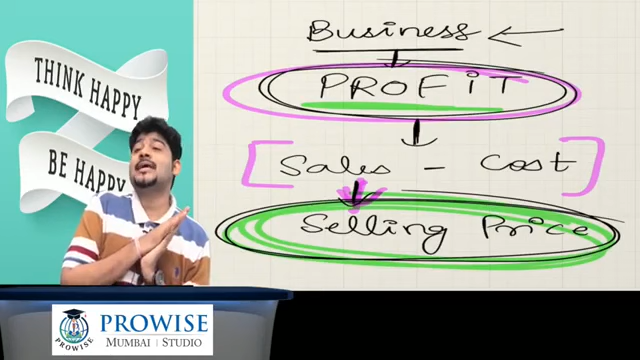 THINK HAPPY
BE HAPPY
Business
PROFIT
[Sales - Cost]
Selling Price
PROWISE
PROWISE
MUMBAI | STUDIO